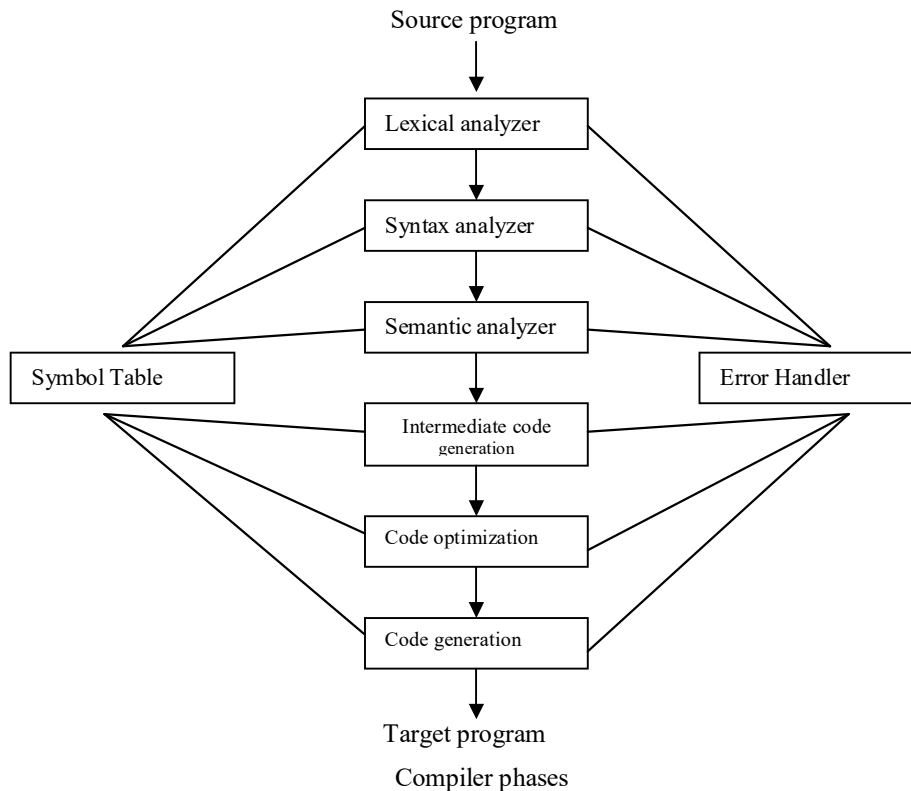 Source program
Lexical analyzer
Syntax analyzer
Semantic analyzer
Symbol Table
Error Handler
Intermediate code
generation
Code optimization
Code generation
Target program
Compiler phases